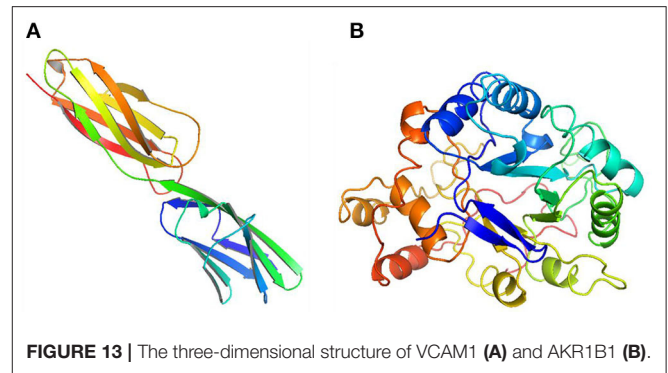 A
B
FIGURE 13 | The three-dimensional structure of VCAM1 (A) and AKR1B1 (B).